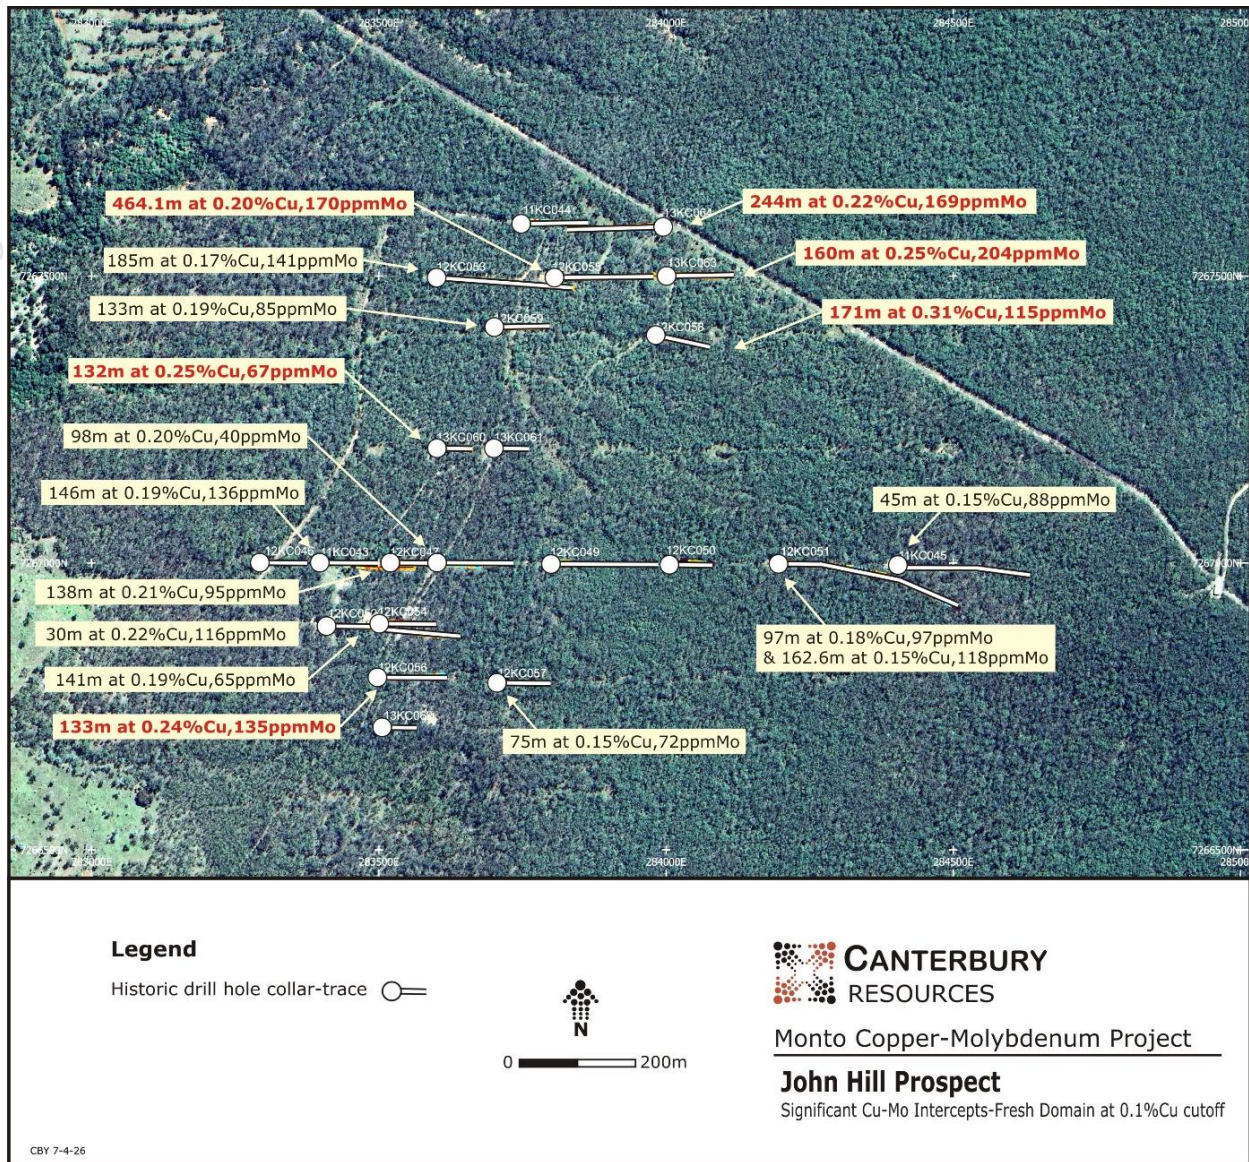 283000E 283500E 284000E 284500E 28500
464.1m at 0.20%Cu,170ppmMo
11KC044
13KC064
244m at 0.22%Cu,169ppmMo
185m at 0.17%Cu,141ppmMo
7267500N
12KC053
12KC055
13KC063
160m at 0.25%Cu,204ppmMo
7267500N
133m at 0.19%Cu,85ppmMo
12KC059
12KC058
171m at 0.31%Cu,115ppmMo
132m at 0.25%Cu,67ppmMo
13KC060
13KC061
98m at 0.20%Cu,40ppmMo
146m at 0.19%Cu,136ppmMo
45m at 0.15%Cu,88ppmMo
7267000N
12KC046
11KC043
12KC047
12KC049
12KC050
12KC051
11KC045
7267000N
138m at 0.21%Cu,95ppmMo
30m at 0.22%Cu,116ppmMo
12KC054
97m at 0.18%Cu,97ppmMo
& 162.6m at 0.15%Cu,118ppmMo
141m at 0.19%Cu,65ppmMo
12KC056
12KC057
133m at 0.24%Cu,135ppmMo
75m at 0.15%Cu,72ppmMo
7266500N 7266500N
283000E 283500E 284000E 284500E 28500
Legend
Historic drill hole collar-trace
N
0 200m
CANTERBURY
RESOURCES
Monto Copper-Molybdenum Project
John Hill Prospect
Significant Cu-Mo Intercepts-Fresh Domain at 0.1%Cu cutoff
CBY 7-4-26